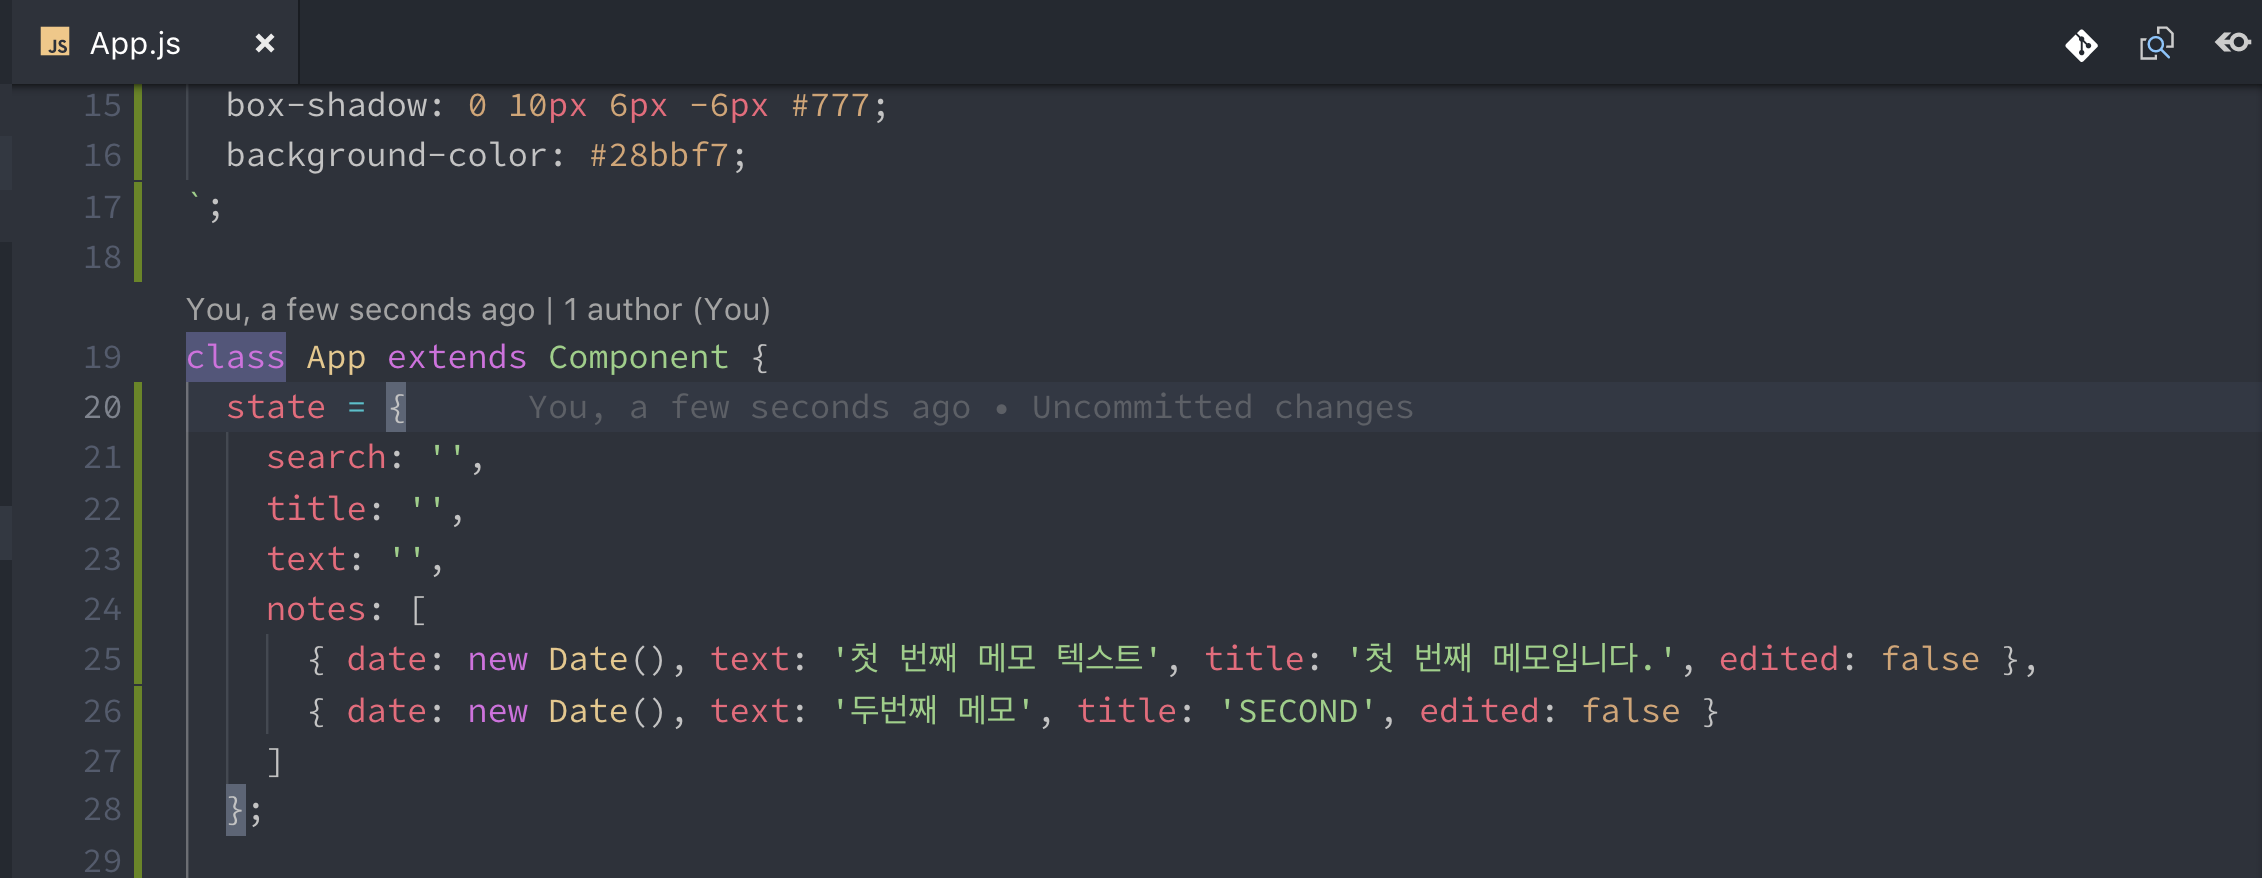 JS App.js ×
15 box-shadow: 0 10px 6px -6px #777;
16 background-color: #28bbf7;
17 `;
18
You, a few seconds ago | 1 author (You)
19 class App extends Component {
20 state = { You, a few seconds ago • Uncommitted changes
21 search: '',
22 title: '',
23 text: '',
24 notes: [
25 { date: new Date(), text: '첫 번째 메모 텍스트', title: '첫 번째 메모입니다.', edited: false },
26 { date: new Date(), text: '두번째 메모', title: 'SECOND', edited: false }
27 ]
28 };
29